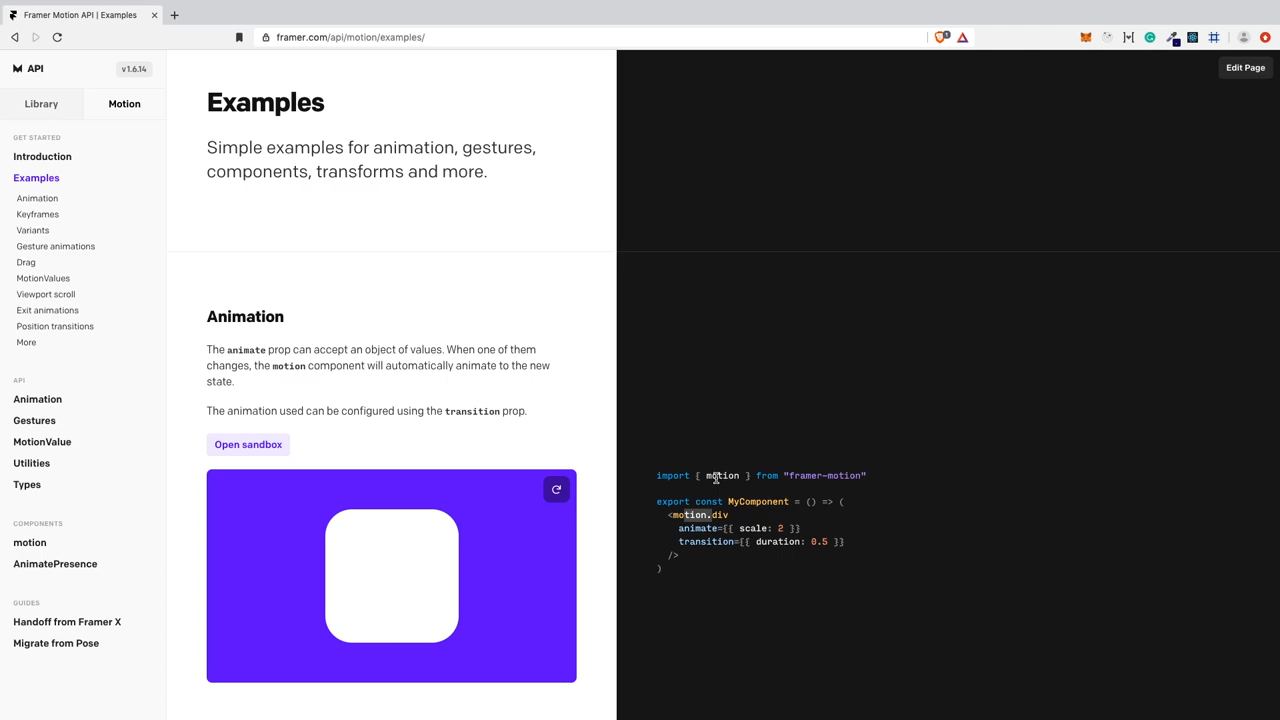 Framer Motion API | Examples
framer.com/api/motion/examples/
1
API
v1.6.14
Library
Motion
GET STARTED
Introduction
Examples
Animation
Keyframes
Variants
Gesture animations
Drag
MotionValues
Viewport scroll
Exit animations
Position transitions
More
API
Animation
Gestures
MotionValue
Utilities
Types
COMPONENTS
motion
AnimatePresence
GUIDES
Handoff from Framer X
Migrate from Pose
Examples
Simple examples for animation, gestures,
components, transforms and more.
Animation
The animate prop can accept an object of values. When one of them
changes, the motion component will automatically animate to the new
state.
The animation used can be configured using the transition prop.
Open sandbox
Edit Page
import { motion } from "framer-motion"
export const MyComponent = () => (
<motion.div
animate={{ scale: 2 }}
transition={{ duration: 0.5 }}
/>
)